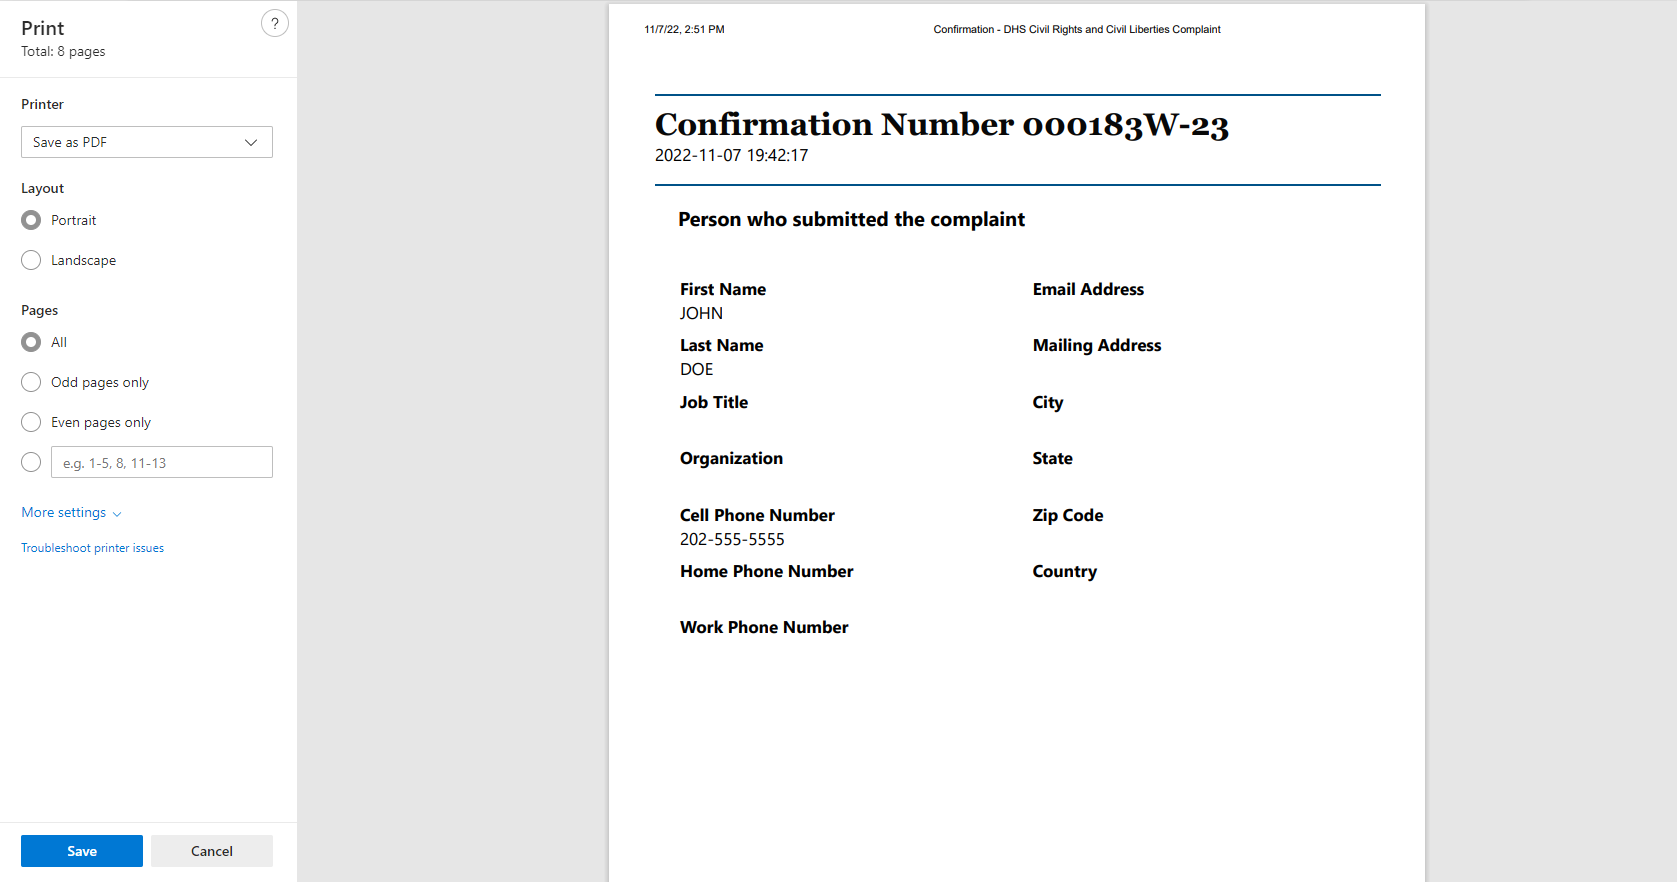 Print
?
Total: 8 pages
Printer
Save as PDF
Layout
Portrait
Landscape
Pages
All
Odd pages only
Even pages only
e.g. 1-5, 8, 11-13
More settings
Troubleshoot printer issues
Save
Cancel
11/7/22, 2:51 PM
Confirmation - DHS Civil Rights and Civil Liberties Complaint
Confirmation Number 000183W-23
2022-11-07 19:42:17
Person who submitted the complaint
First Name
JOHN
Last Name
DOE
Job Title
Organization
Cell Phone Number
202-555-5555
Home Phone Number
Work Phone Number
Email Address
Mailing Address
City
State
Zip Code
Country